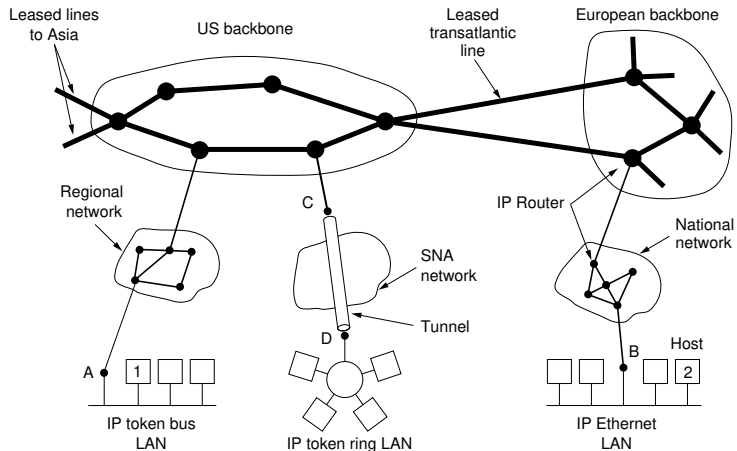 Leased lines
to Asia
US backbone
Leased
transatlantic
line
European backbone
Regional
network
C
SNA
network
Tunnel
D
IP Router
National
network
A
1
B
Host
2
IP token bus
LAN
IP token ring LAN
IP Ethernet
LAN